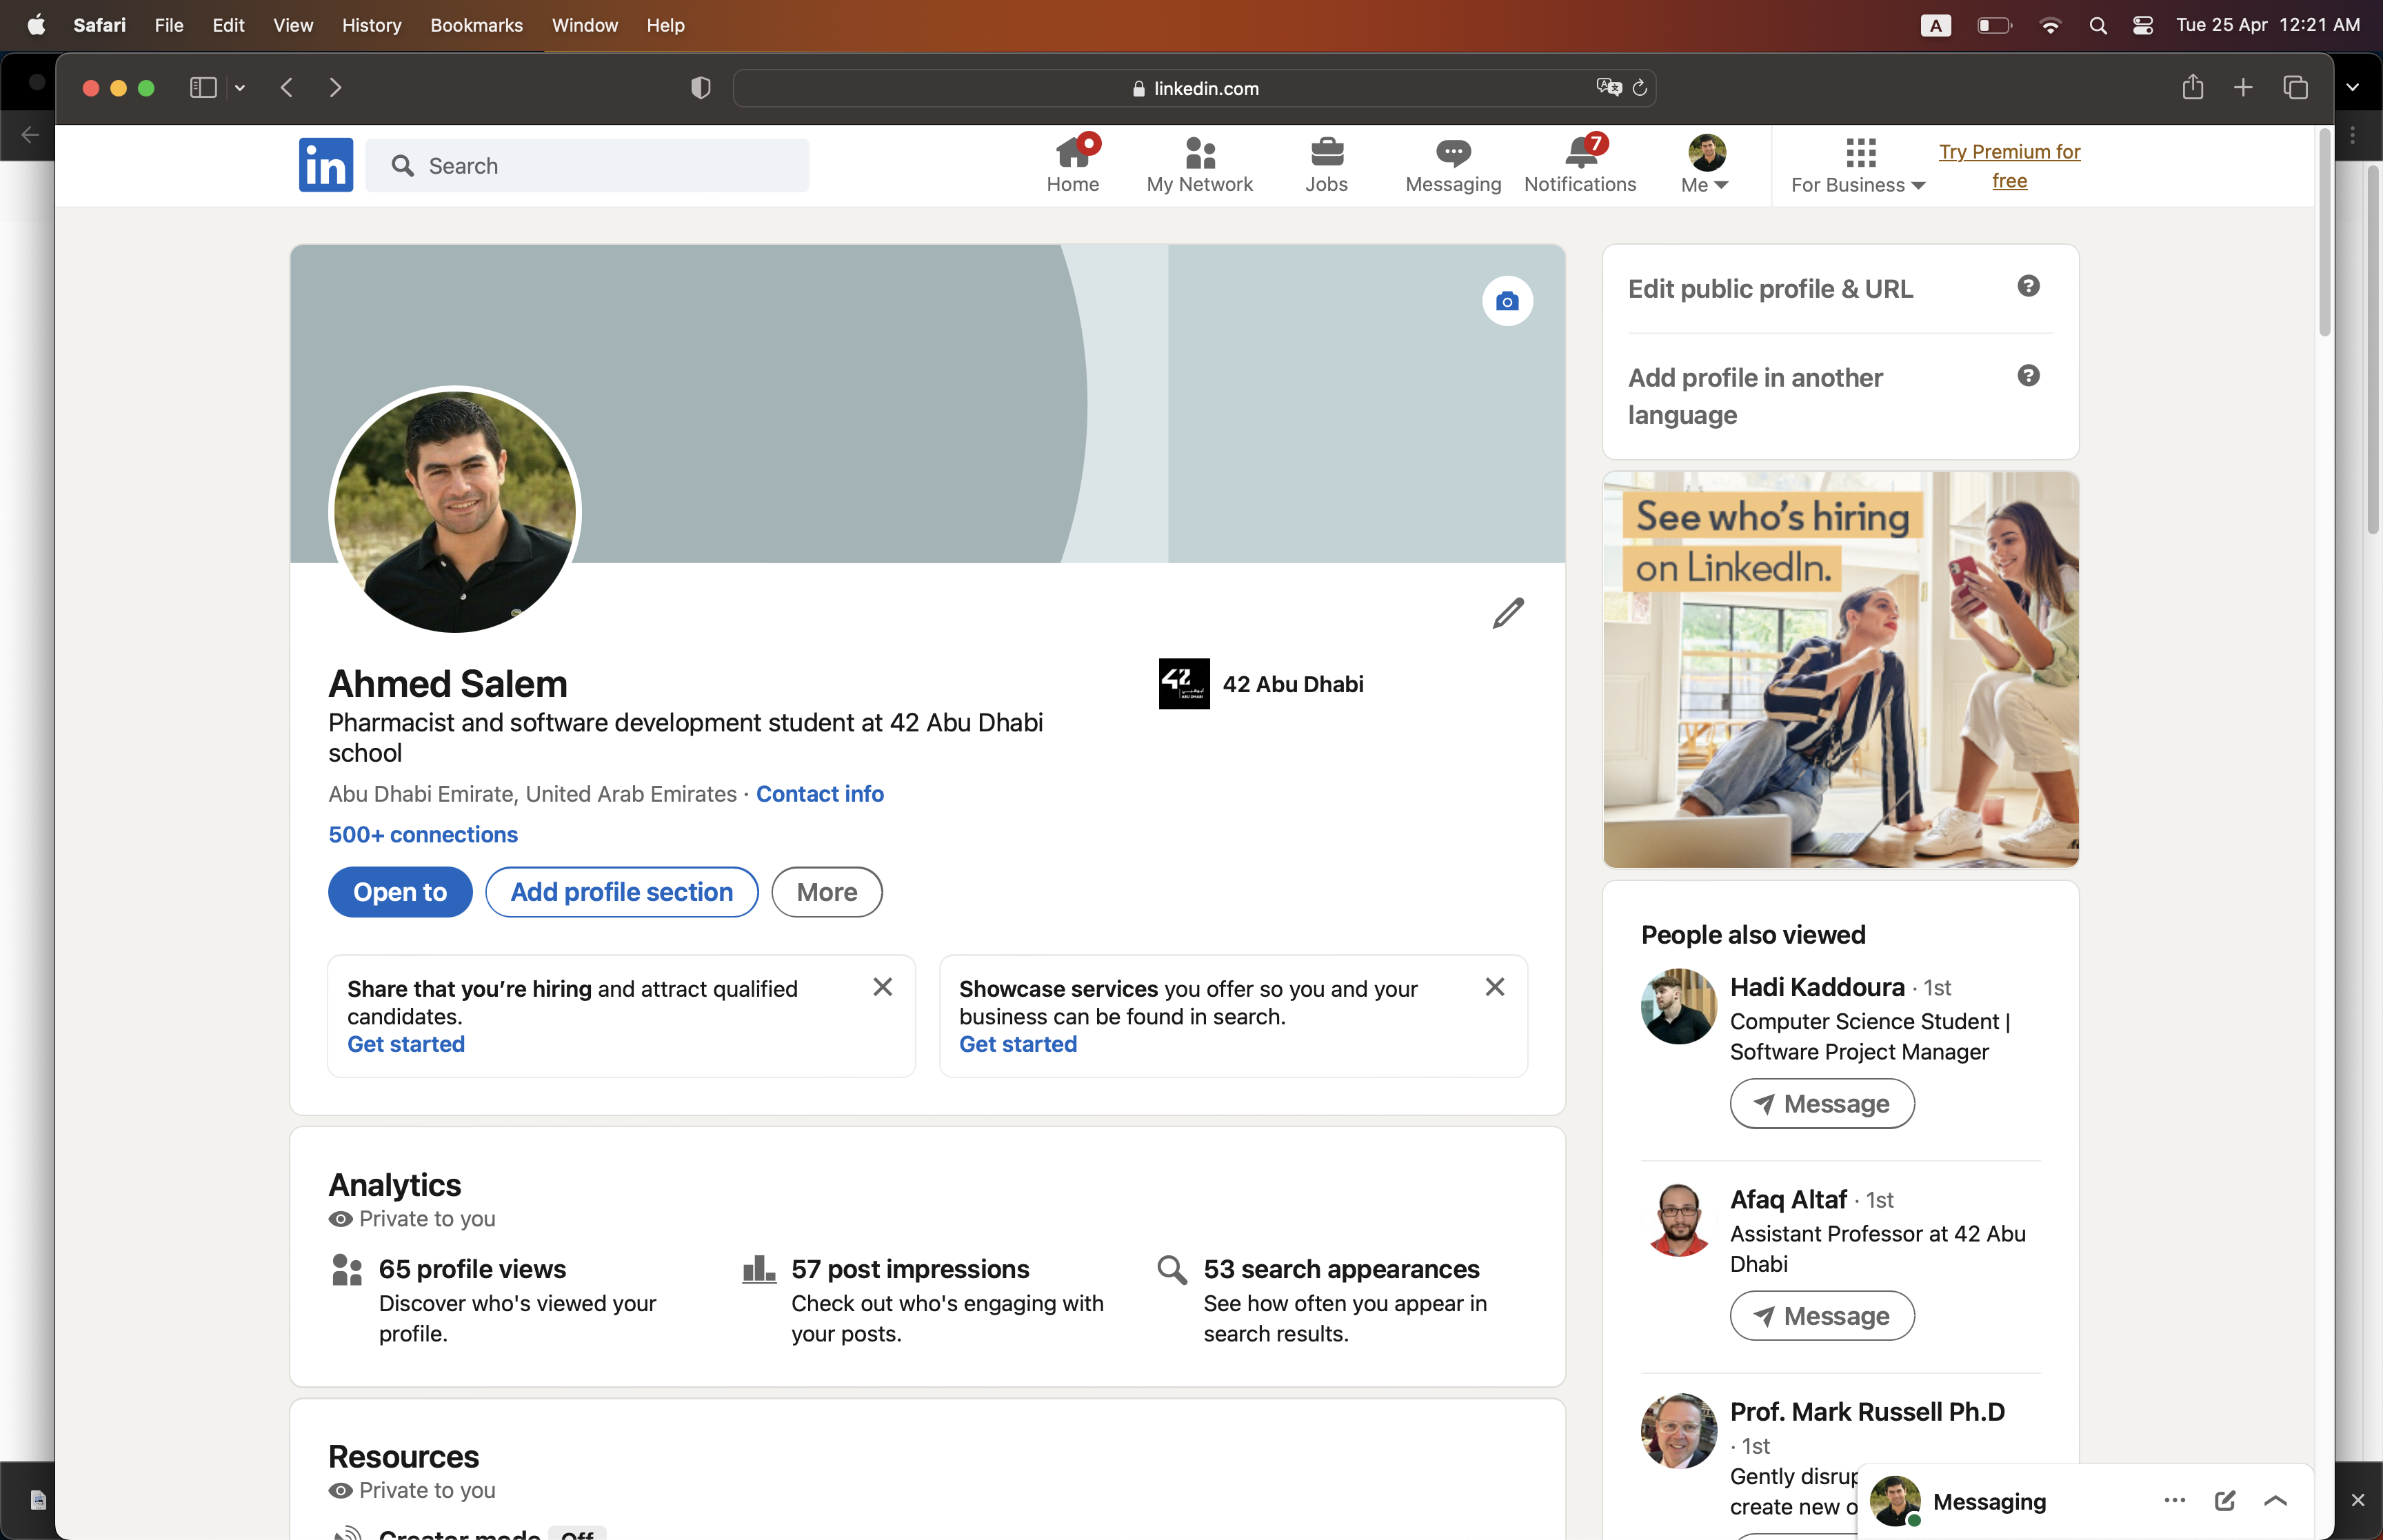 Safari File Edit View History Bookmarks Window Help
A
Tue 25 Apr 12:21 AM
linkedin.com
in
Search
Home
My Network
Jobs
Messaging
7
Notifications
Me
For Business
Try Premium for
free
Edit public profile & URL
Add profile in another
language
See who's hiring
on LinkedIn.
Ahmed Salem
Pharmacist and software development student at 42 Abu Dhabi
school
Abu Dhabi Emirate, United Arab Emirates · Contact info
500+ connections
42
42 Abu Dhabi
Open to
Add profile section
More
Share that you're hiring and attract qualified
candidates.
Get started
Showcase services you offer so you and your
business can be found in search.
Get started
Analytics
Private to you
65 profile views
Discover who's viewed your
profile.
57 post impressions
Check out who's engaging with
your posts.
53 search appearances
See how often you appear in
search results.
Resources
Private to you
Creator mode Off
People also viewed
Hadi Kaddoura · 1st
Computer Science Student |
Software Project Manager
Message
Afaq Altaf · 1st
Assistant Professor at 42 Abu
Dhabi
Message
Prof. Mark Russell Ph.D
· 1st
Gently
create new
Messaging